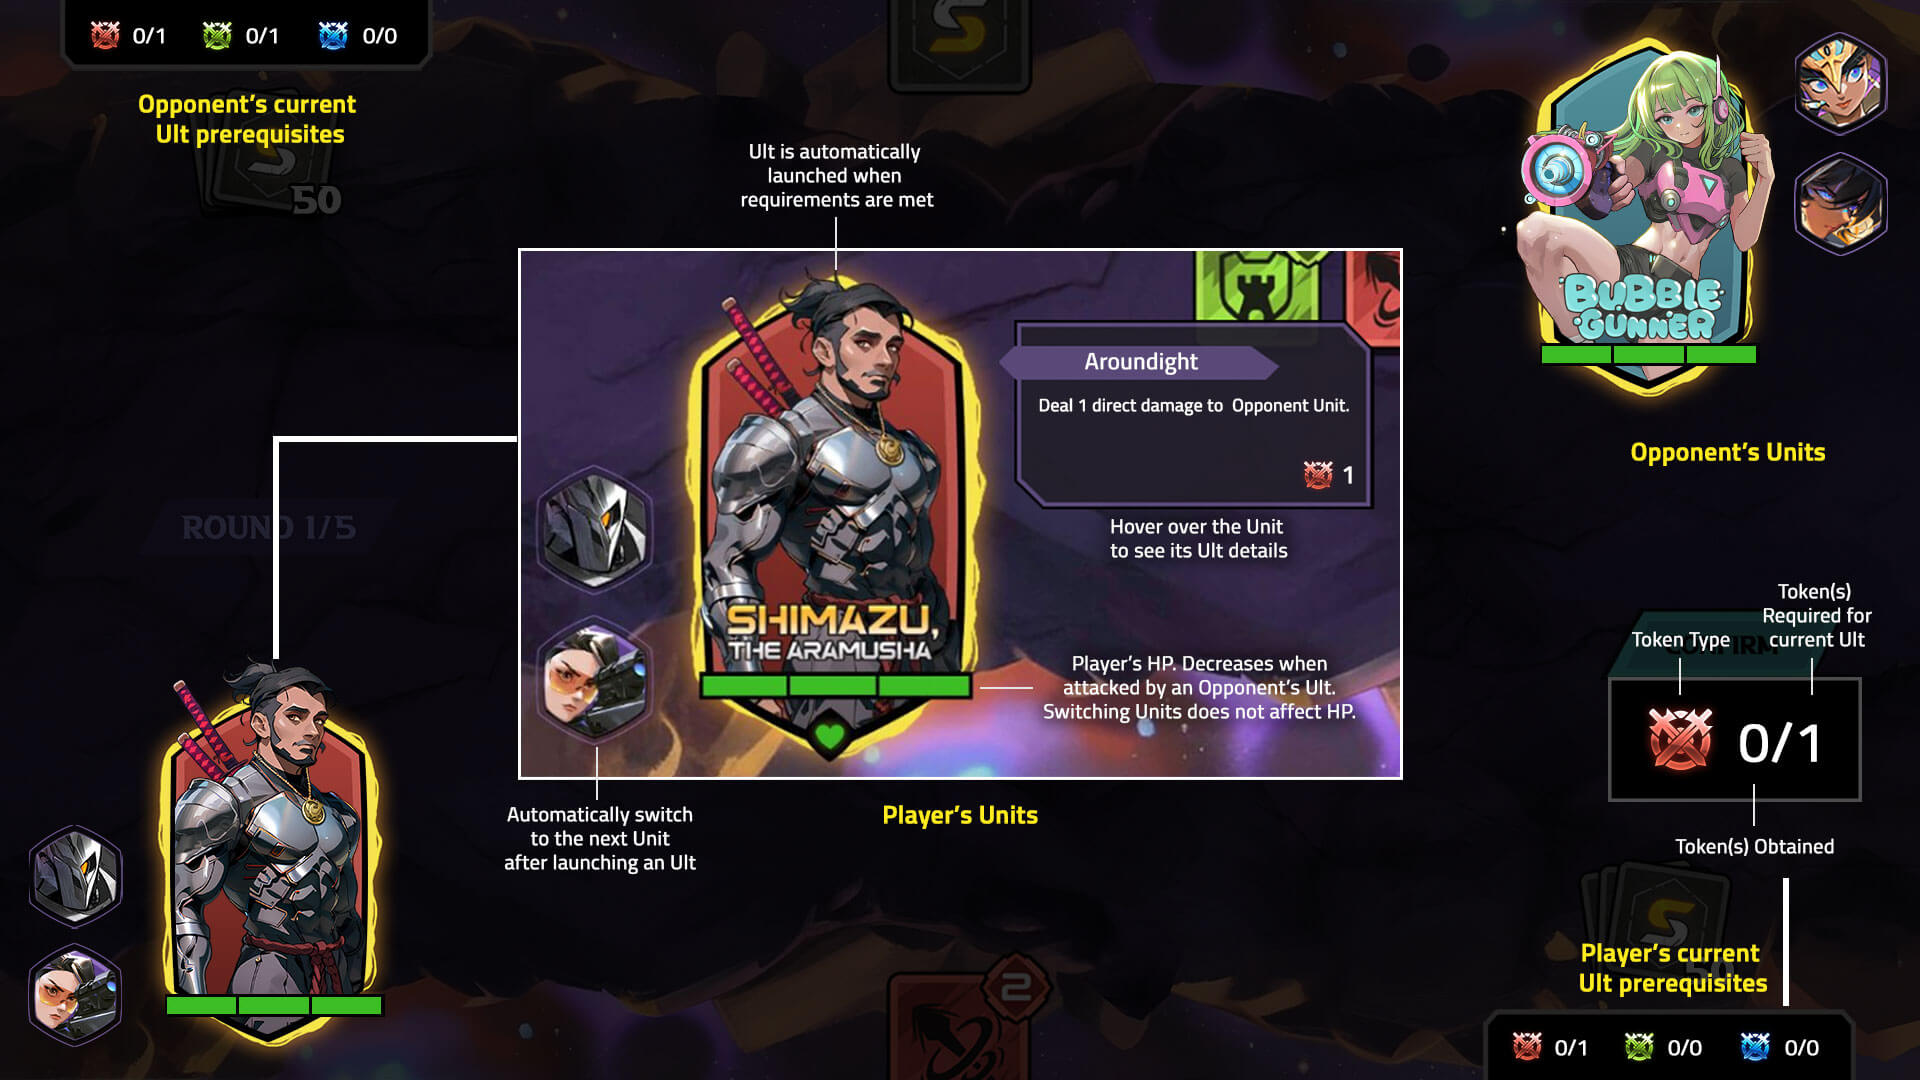 0/1 0/1 0/0
Opponent's current
Ult prerequisites
50
Ult is automatically
launched when
requirements are met
BUBBLE
GUNNER
Opponent's Units
Aroundight
Deal 1 direct damage to Opponent Unit.
1
Hover over the Unit
to see its Ult details
SHIMAZU,
THE ARAMUSHA
Player's HP. Decreases when
attacked by an Opponent's Ult.
Switching Units does not affect HP.
ROUND 1/5
Automatically switch
to the next Unit
after launching an Ult
Player's Units
Token(s)
Required for
current Ult
Token Type
CONFIRM
0/1
Token(s) Obtained
Player's current
Ult prerequisites
50
2
0/1 0/0 0/0